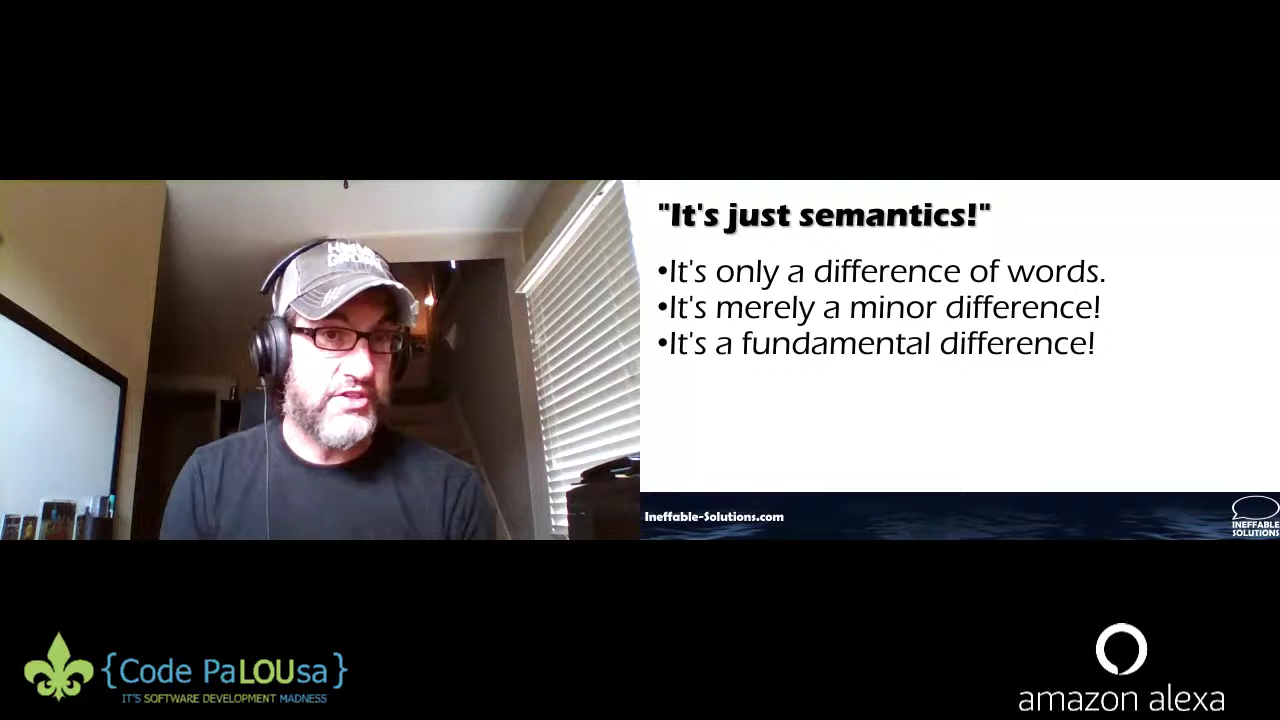 "It's just semantics!"
•It's only a difference of words.
•It's merely a minor difference!
•It's a fundamental difference!
Ineffable-Solutions.com
INEFFABLE
SOLUTIONS
{Code PaLOUsa}
IT'S SOFTWARE DEVELOPMENT MADNESS
amazon alexa